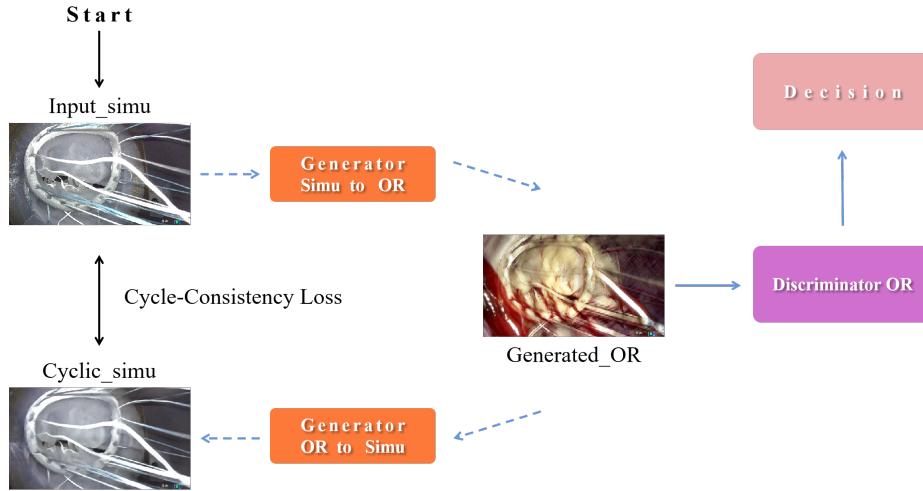 Start
Input_simu
Generator
Simu to OR
Decision
Discriminator OR
Generated_OR
Cycle-Consistency Loss
Cyclic_simu
Generator
OR to Simu